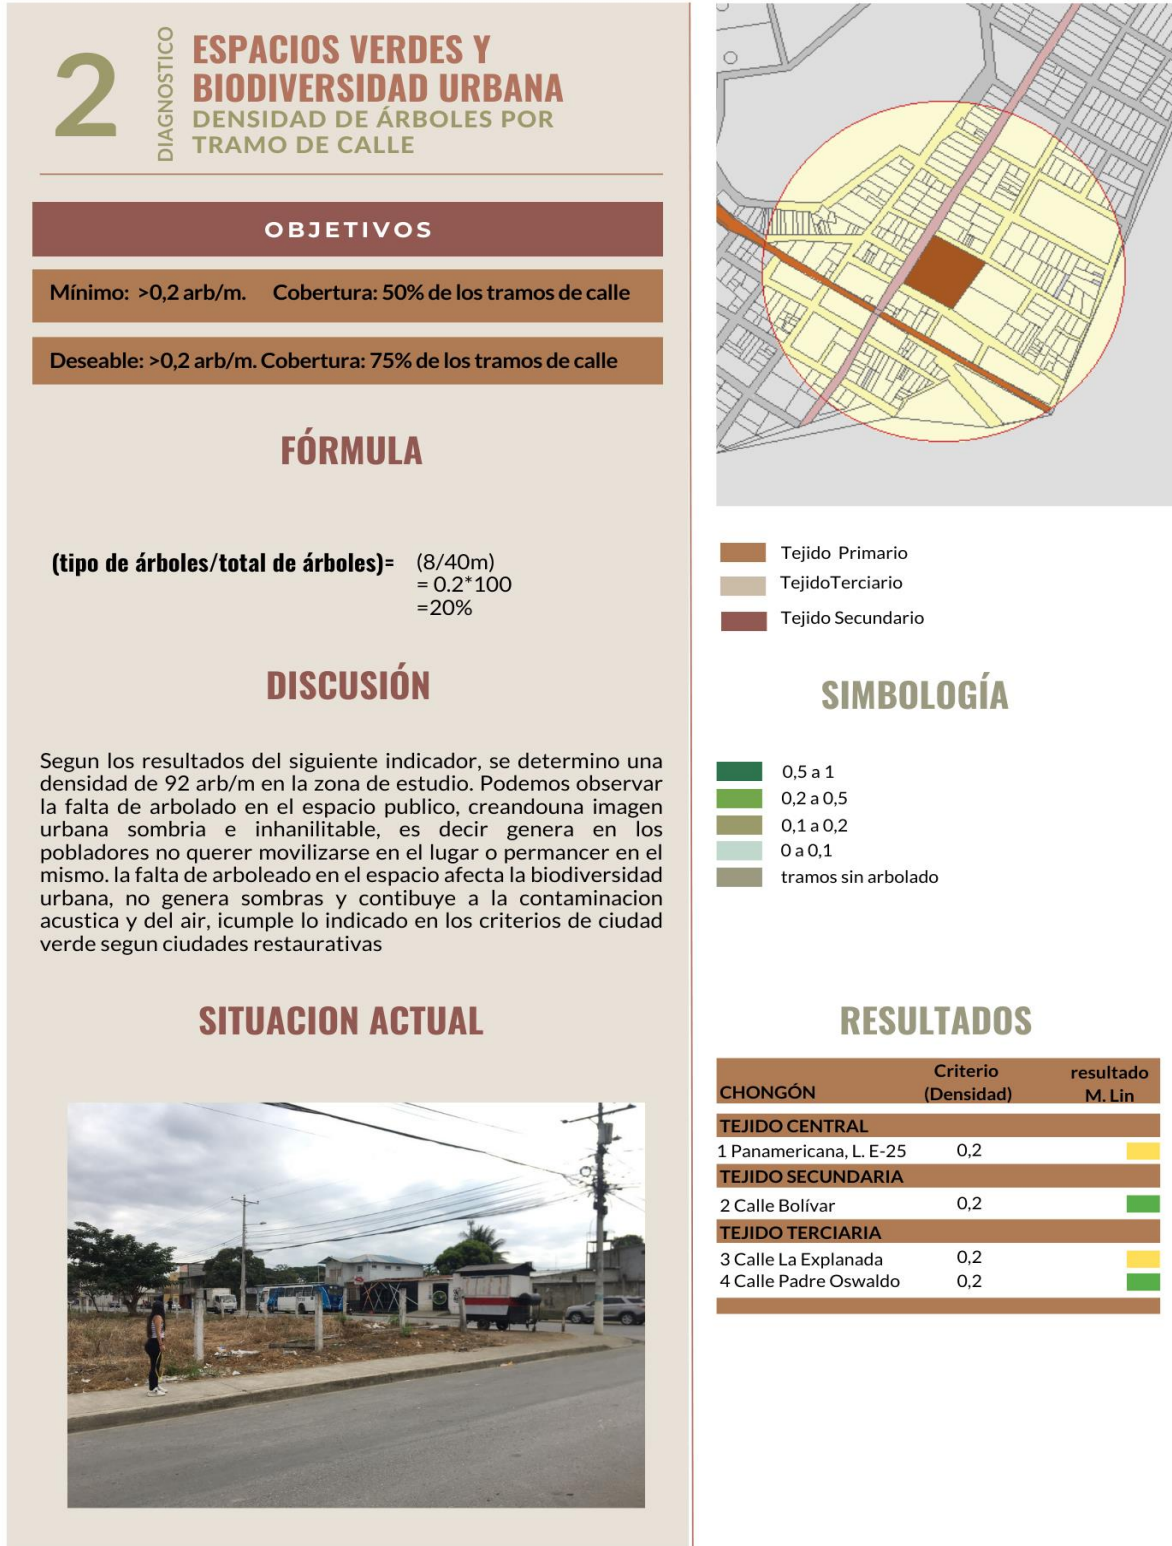 2
DIAGNOSTICO
ESPACIOS VERDES Y
BIODIVERSIDAD URBANA
DENSIDAD DE ÁRBOLES POR
TRAMO DE CALLE
OBJETIVOS
Mínimo: >0,2 arb/m. Cobertura: 50% de los tramos de calle
Deseable: >0,2 arb/m. Cobertura: 75% de los tramos de calle
FÓRMULA
(tipo de árboles/total de árboles)= (8/40m)
= 0.2*100
=20%
DISCUSIÓN
Segun los resultados del siguiente indicador, se determino una
densidad de 92 arb/m en la zona de estudio. Podemos observar
la falta de arbolado en el espacio publico, creandouna imagen
urbana sombria e inhanilitable, es decir genera en los
pobladores no querer movilizarse en el lugar o permancer en el
mismo. la falta de arboleado en el espacio afecta la biodiversidad
urbana, no genera sombras y contibuye a la contaminacion
acustica y del air, icumple lo indicado en los criterios de ciudad
verde segun ciudades restaurativas
SITUACION ACTUAL
Tejido Primario
TejidoTerciario
Tejido Secundario
SIMBOLOGÍA
0,5 a 1
0,2 a 0,5
0,1 a 0,2
0 a 0,1
tramos sin arbolado
RESULTADOS
CHONGÓN Criterio (Densidad) resultado M. Lin
TEJIDO CENTRAL
1 Panamericana, L. E-25 0,2
TEJIDO SECUNDARIA
2 Calle Bolívar 0,2
TEJIDO TERCIARIA
3 Calle La Explanada 0,2
4 Calle Padre Oswaldo 0,2